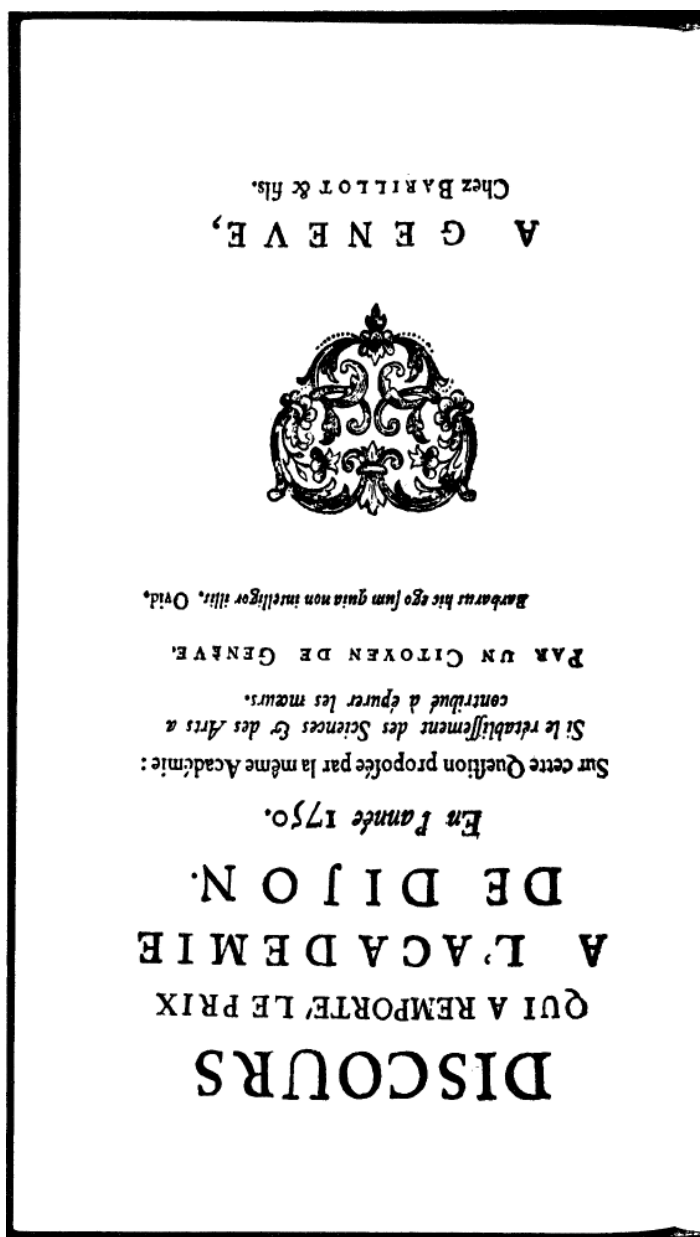 DISCOURS
QUI A REMPORTE' LE PRIX
A L'ACADEMIE
DE DIJON.
En l'année 1750.
Sur cette Question proposée par la même Académie :
Si le rétablissement des Sciences & des Arts a
contribué à épurer les mœurs.
PAR UN CITOYEN DE GENÈVE.
Barbarus hic ego sum quia non intelligor illis. Ovid.
A GENEVE,
Chez BARILLOT & fils.